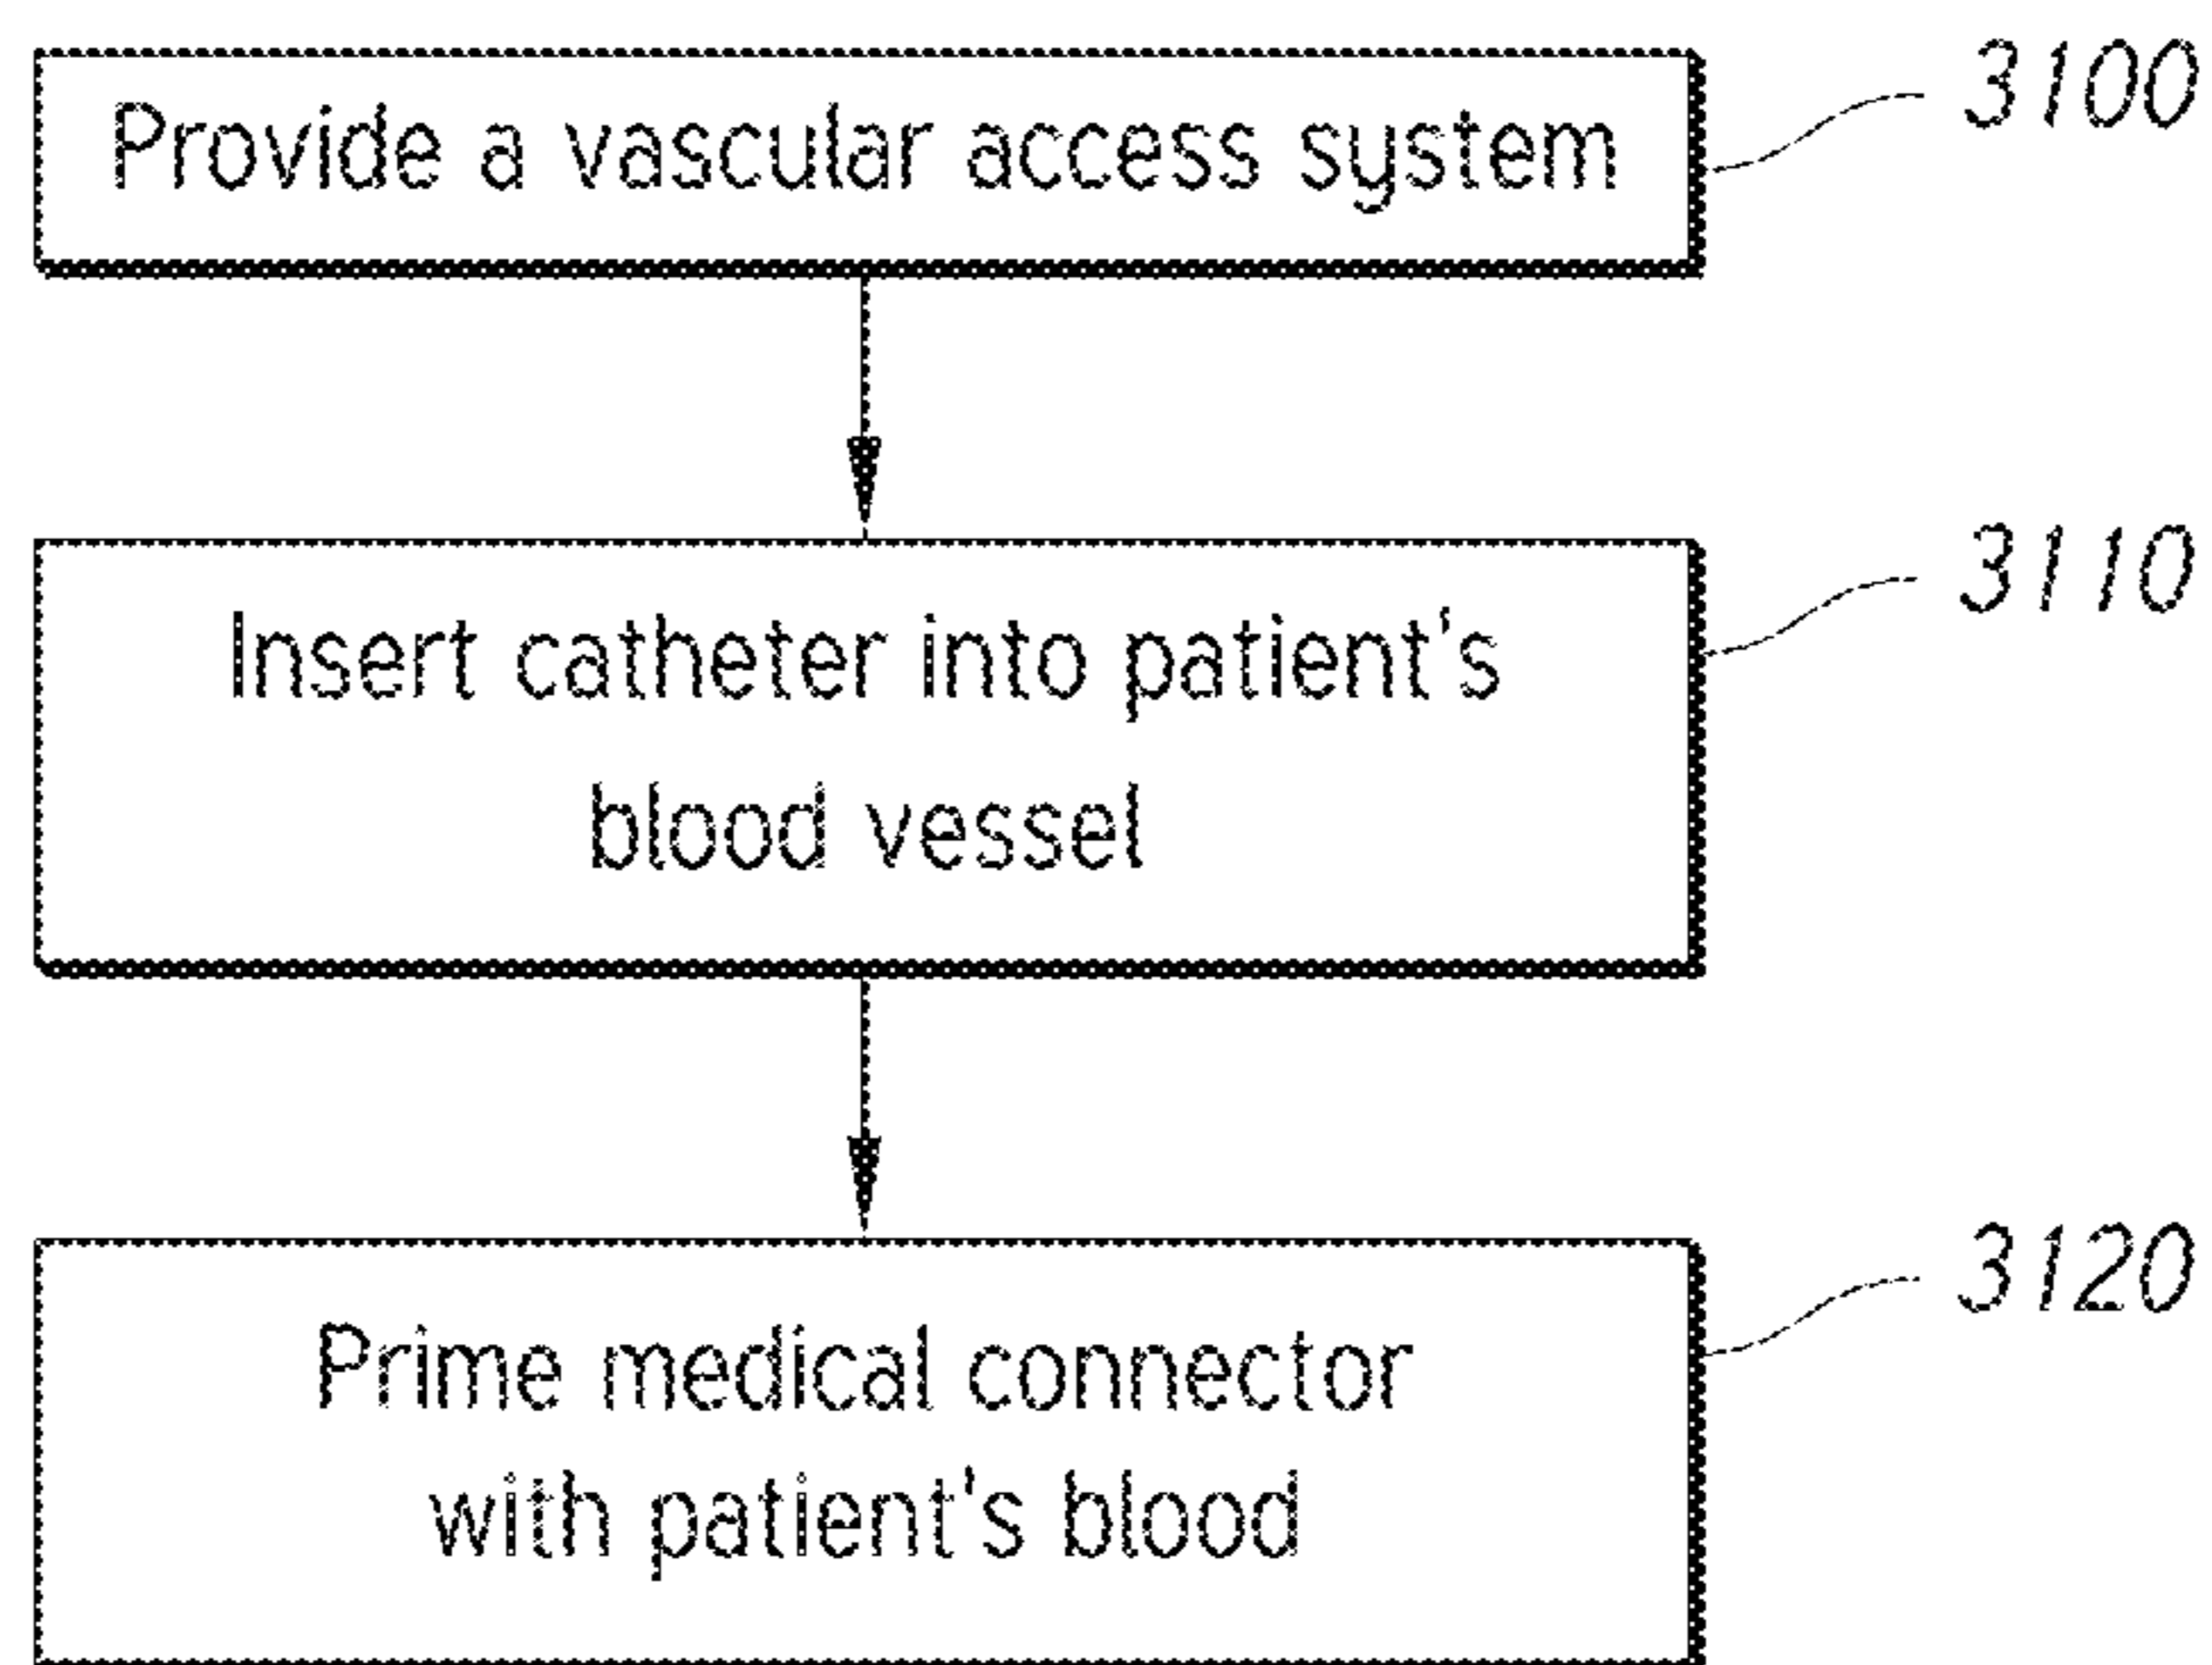 Provide a vascular access system
3100
Insert catheter into patient's
blood vessel
3110
Prime medical connector
with patient's blood
3120